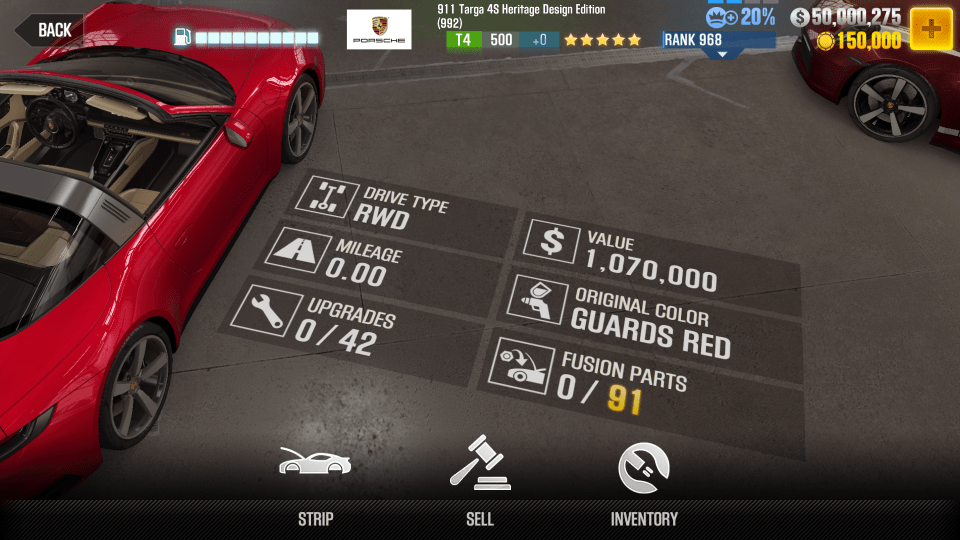 BACK
PORSCHE
911 Targa 4S Heritage Design Edition
(992)
T4 500 +0
20%
RANK 968
$50,000,275
150,000
DRIVE TYPE
RWD
MILEAGE
0.00
UPGRADES
0 / 42
$ VALUE
1,070,000
ORIGINAL COLOR
GUARDS RED
FUSION PARTS
0 / 91
STRIP
SELL
INVENTORY